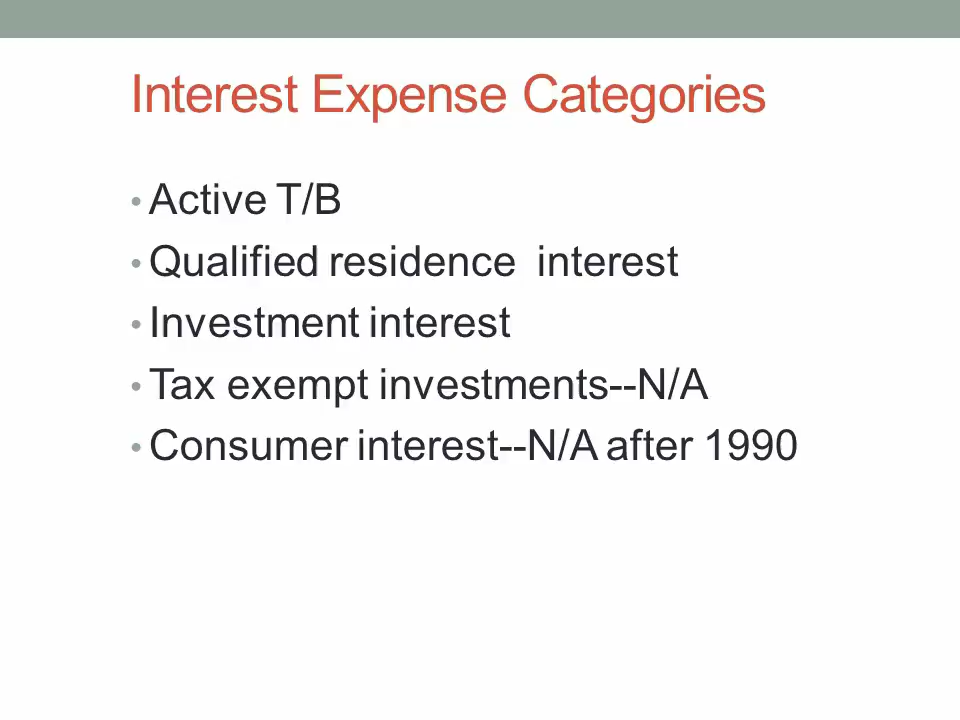 Interest Expense Categories
• Active T/B
• Qualified residence  interest
• Investment interest
• Tax exempt investments--N/A
• Consumer interest--N/A after 1990